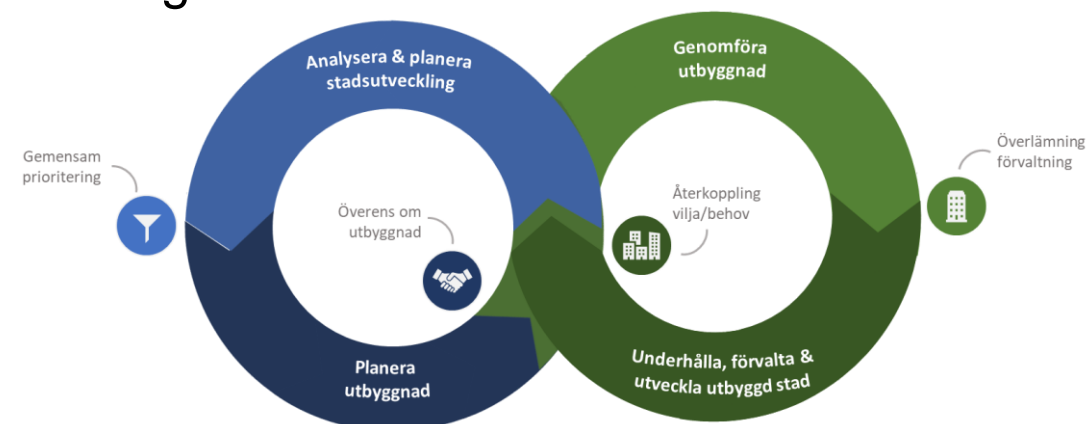 g
Analysera & planera
stadsutveckling
Genomföra
utbyggnad
Gemensam
prioritering
Överens om
utbyggnad
Återkoppling
vilja/behov
Överlämning
förvaltning
Planera
utbyggnad
Underhålla, förvalta &
utveckla utbyggd stad